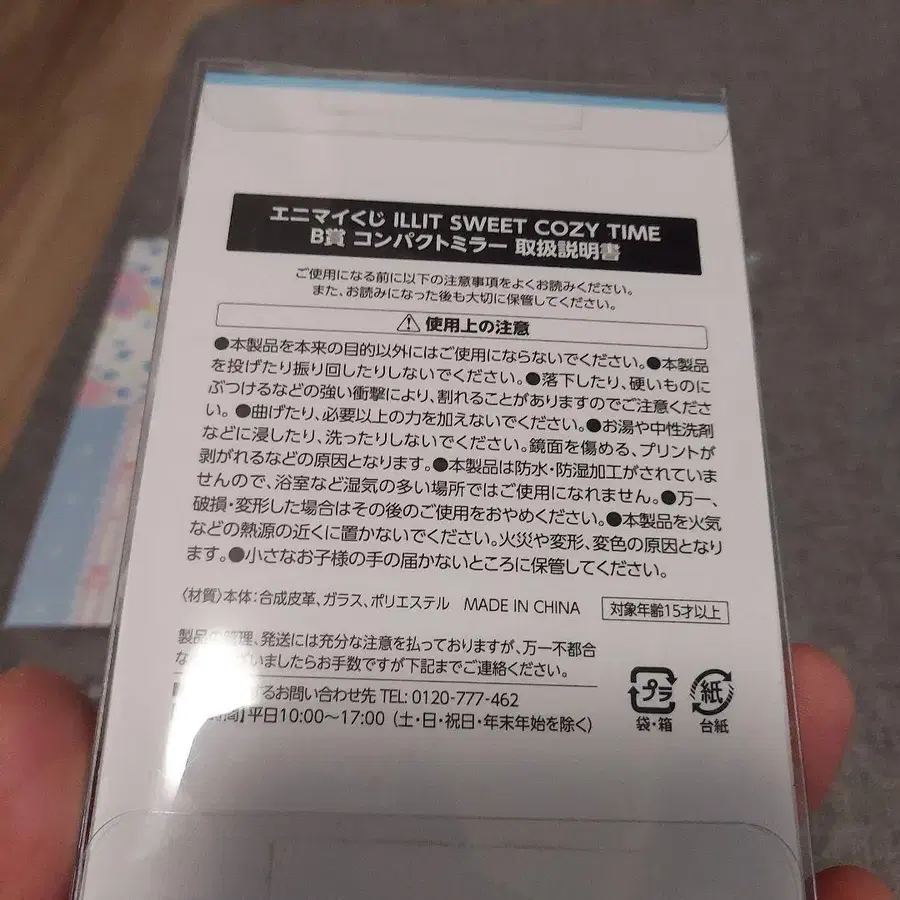 エニマイくじ ILLIT SWEET COZY TIME
B賞 コンパクトミラー 取扱説明書
ご使用になる前に以下の注意事項をよくお読みください。
また、お読みになった後も大切に保管してください。
使用上の注意
●本製品を本来の目的以外にはご使用にならないでください。●本製品
を投げたり振り回したりしないでください。●落下したり、硬いものに
ぶつけるなどの強い衝撃により、割れることがありますのでご注意くださ
い。●曲げたり、必要以上の力を加えないでください。●お湯や中性洗剤
などに浸したり、洗ったりしないでください。鏡面を傷める、プリントが
剥がれるなどの原因となります。●本製品は防水・防湿加工がされていま
せんので、浴室など湿気の多い場所ではご使用になれません。●万一、
破損・変形した場合はその後のご使用をおやめください。●本製品を火気
などの熱源の近くに置かないでください。火災や変形、変色の原因となり
ます。●小さなお子様の手の届かないところに保管してください。
〈材質〉本体：合成皮革、ガラス、ポリエステル MADE IN CHINA 対象年齢15才以上
製品の管理、発送には充分な注意を払っておりますが、万一不都合
な ございましたらお手数ですが下記までご連絡ください。
するお問い合わせ先 TEL: 0120-777-462
間】平日10:00〜17:00（土・日・祝日・年末年始を除く）
プラ 紙
袋・箱 台紙